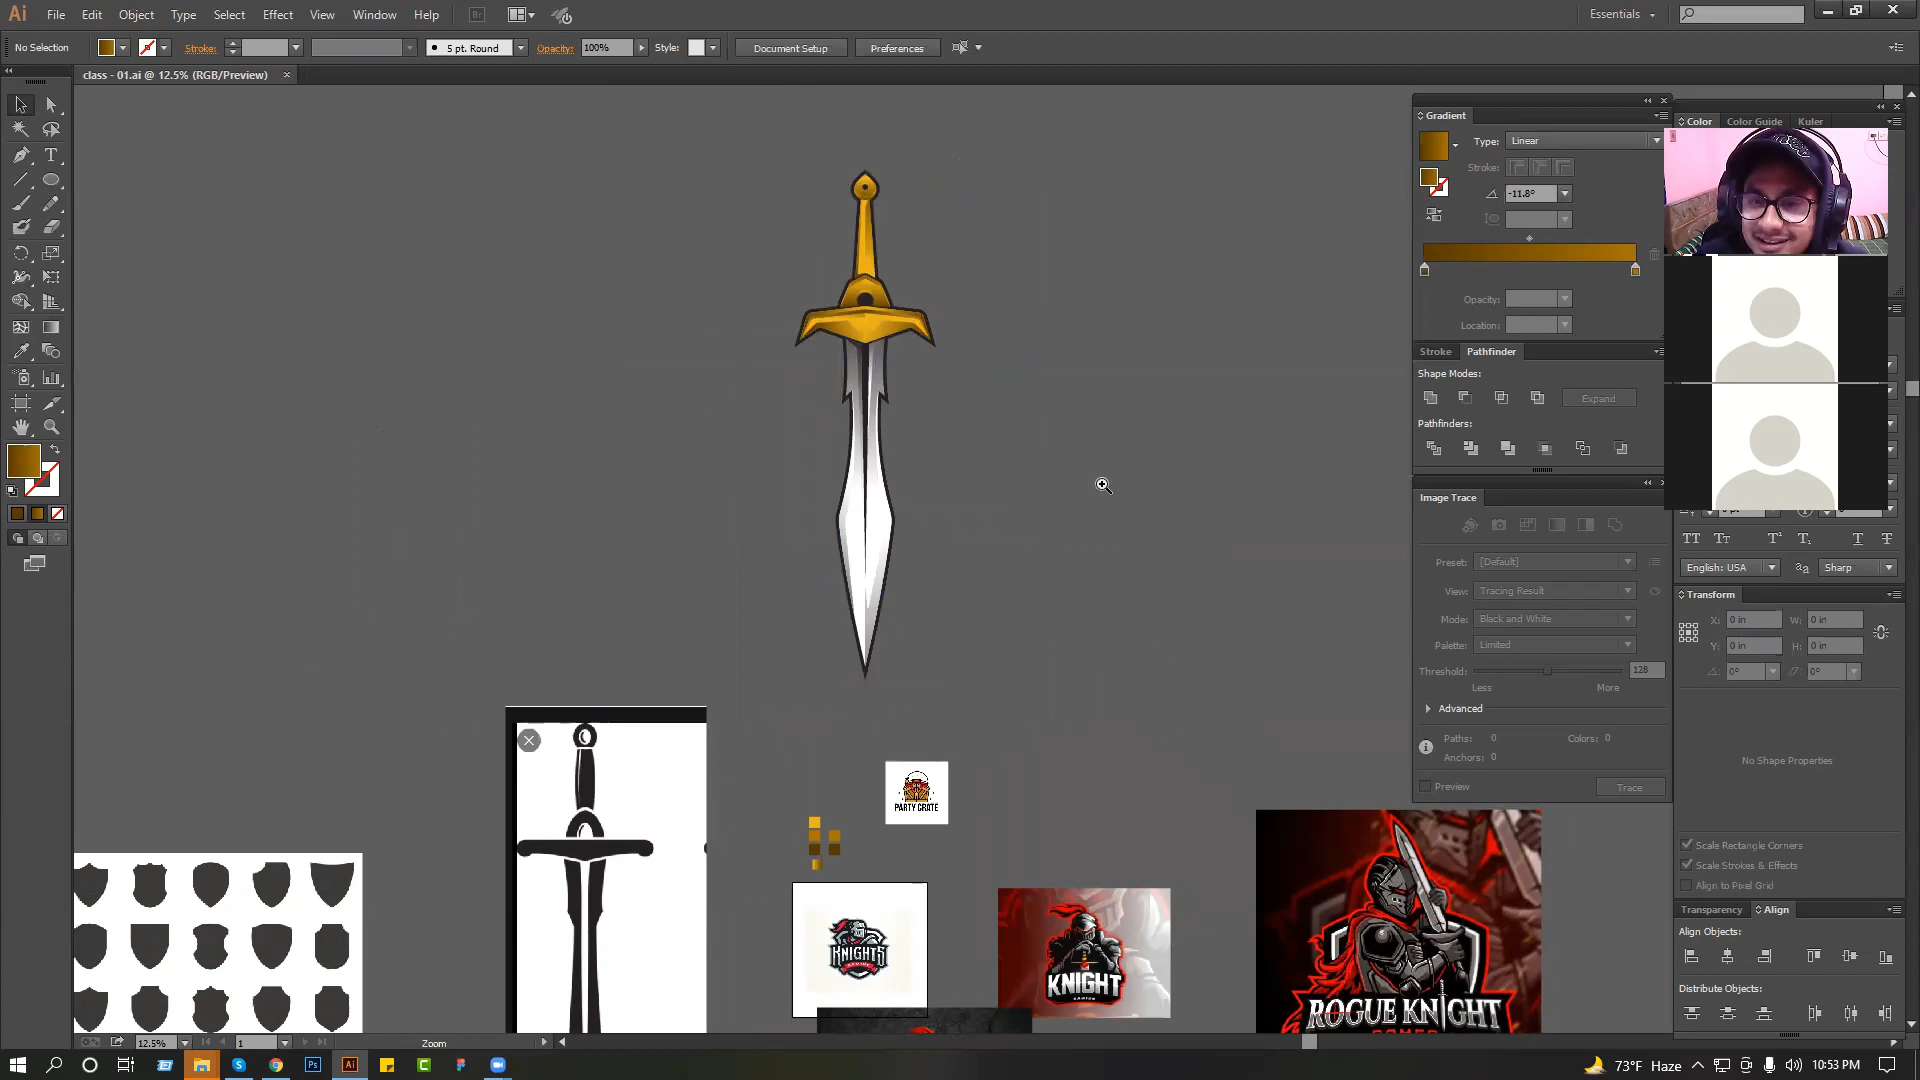 Ai File Edit Object Type Select Effect View Window Help Br Essentials
No Selection Stroke: 5 pt. Round Opacity: 100% Style: Document Setup Preferences
class - 01.ai @ 12.5% (RGB/Preview)
Gradient
Type: Linear
Stroke:
-11.8°
Opacity:
Location:
Color Color Guide Kuler
Stroke Pathfinder
Shape Modes:
Expand
Pathfinders:
Image Trace
Preset: [Default]
View: Tracing Result
Mode: Black and White
Palette: Limited
Threshold: 128
Less More
Advanced
Paths: 0 Colors: 0
Anchors: 0
Preview Trace
English: USA Sharp
Transform
X: 0 in W: 0 in
Y: 0 in H: 0 in
0° 0°
No Shape Properties
Scale Rectangle Corners
Scale Strokes & Effects
Align to Pixel Grid
Transparency Align
Align Objects:
Distribute Objects:
PARTY CRATE
KNIGHTS
KNIGHT
GAMING
ROGUE KNIGHT
12.5% 1 Zoom
Ps Ai
73°F Haze 10:53 PM